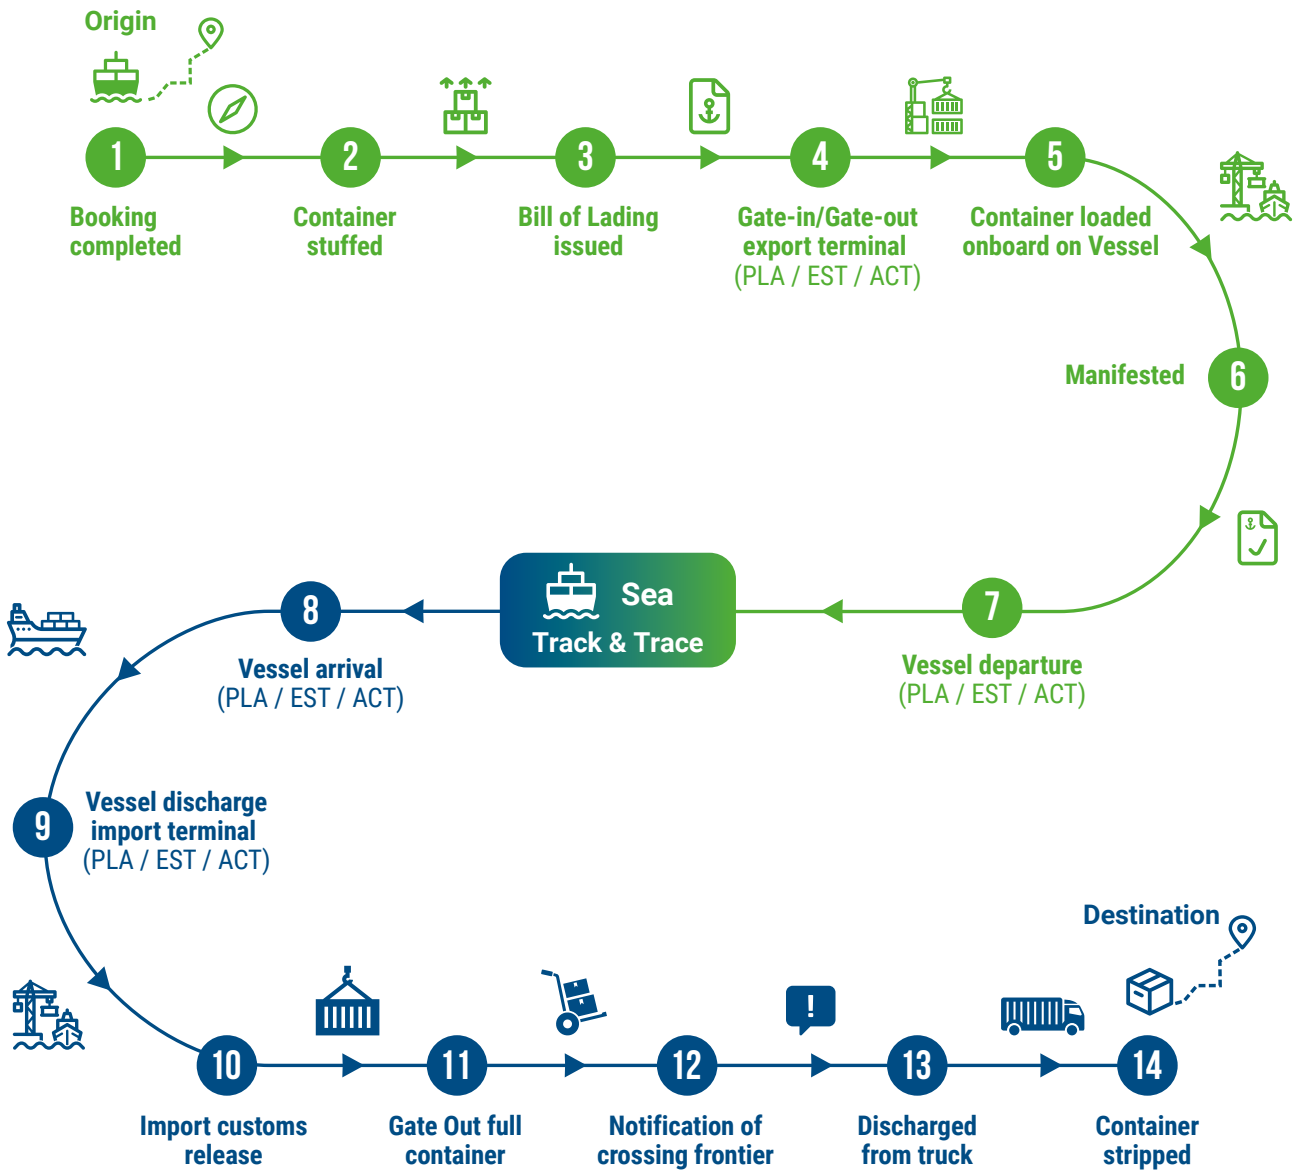 Origin
1
Booking
completed
2
Container
stuffed
3
Bill of Lading
issued
4
Gate-in/Gate-out
export terminal
(PLA / EST / ACT)
5
Container loaded
onboard on Vessel
6
Manifested
7
Vessel departure
(PLA / EST / ACT)
Sea
Track & Trace
8
Vessel arrival
(PLA / EST / ACT)
9
Vessel discharge
import terminal
(PLA / EST / ACT)
10
Import customs
release
11
Gate Out full
container
12
Notification of
crossing frontier
!
13
Discharged
from truck
Destination
14
Container
stripped